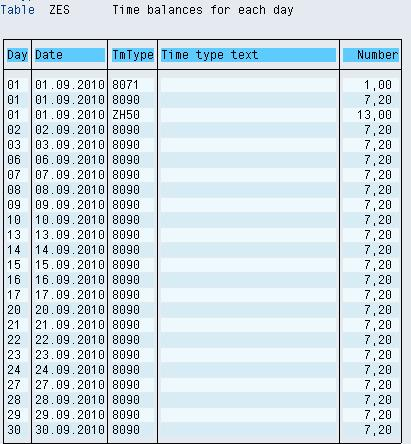 Table ZES Time balances for each day
Day Date TmType Time type text Number
01 01.09.2010 8071 1,00
01 01.09.2010 8090 7,20
01 01.09.2010 ZH50 13,00
02 02.09.2010 8090 7,20
03 03.09.2010 8090 7,20
06 06.09.2010 8090 7,20
07 07.09.2010 8090 7,20
08 08.09.2010 8090 7,20
09 09.09.2010 8090 7,20
10 10.09.2010 8090 7,20
13 13.09.2010 8090 7,20
14 14.09.2010 8090 7,20
15 15.09.2010 8090 7,20
16 16.09.2010 8090 7,20
17 17.09.2010 8090 7,20
20 20.09.2010 8090 7,20
21 21.09.2010 8090 7,20
22 22.09.2010 8090 7,20
23 23.09.2010 8090 7,20
24 24.09.2010 8090 7,20
27 27.09.2010 8090 7,20
28 28.09.2010 8090 7,20
29 29.09.2010 8090 7,20
30 30.09.2010 8090 7,20